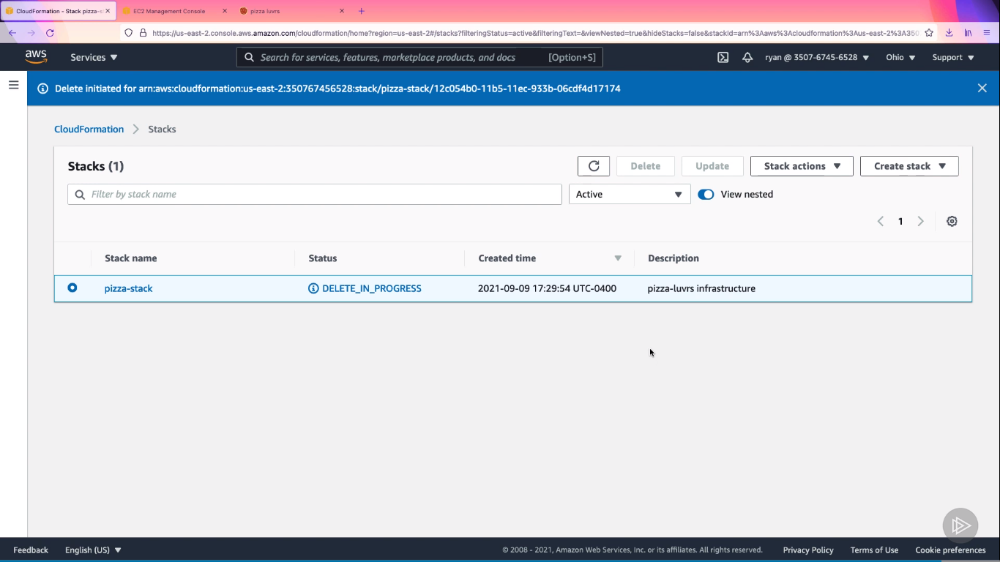 CloudFormation - Stack pizza-s
EC2 Management Console
pizza luvrs
https://us-east-2.console.aws.amazon.com/cloudformation/home?region=us-east-2#/stacks?filteringStatus=active&filteringText=&viewNested=true&hideStacks=false&stackId=arn%3Aaws%3Acloudformation%3Aus-east-2%3A350
aws
Services
Search for services, features, marketplace products, and docs
[Option+S]
ryan @ 3507-6745-6528
Ohio
Support
Delete initiated for arn:aws:cloudformation:us-east-2:350767456528:stack/pizza-stack/12c054b0-11b5-11ec-933b-06cdf4d17174
CloudFormation
Stacks
Stacks (1)
Delete
Update
Stack actions
Create stack
Filter by stack name
Active
View nested
1
Stack name
Status
Created time
Description
pizza-stack
DELETE_IN_PROGRESS
2021-09-09 17:29:54 UTC-0400
pizza-luvrs infrastructure
Feedback
English (US)
© 2008 - 2021, Amazon Web Services, Inc. or its affiliates. All rights reserved.
Privacy Policy
Terms of Use
Cookie preferences